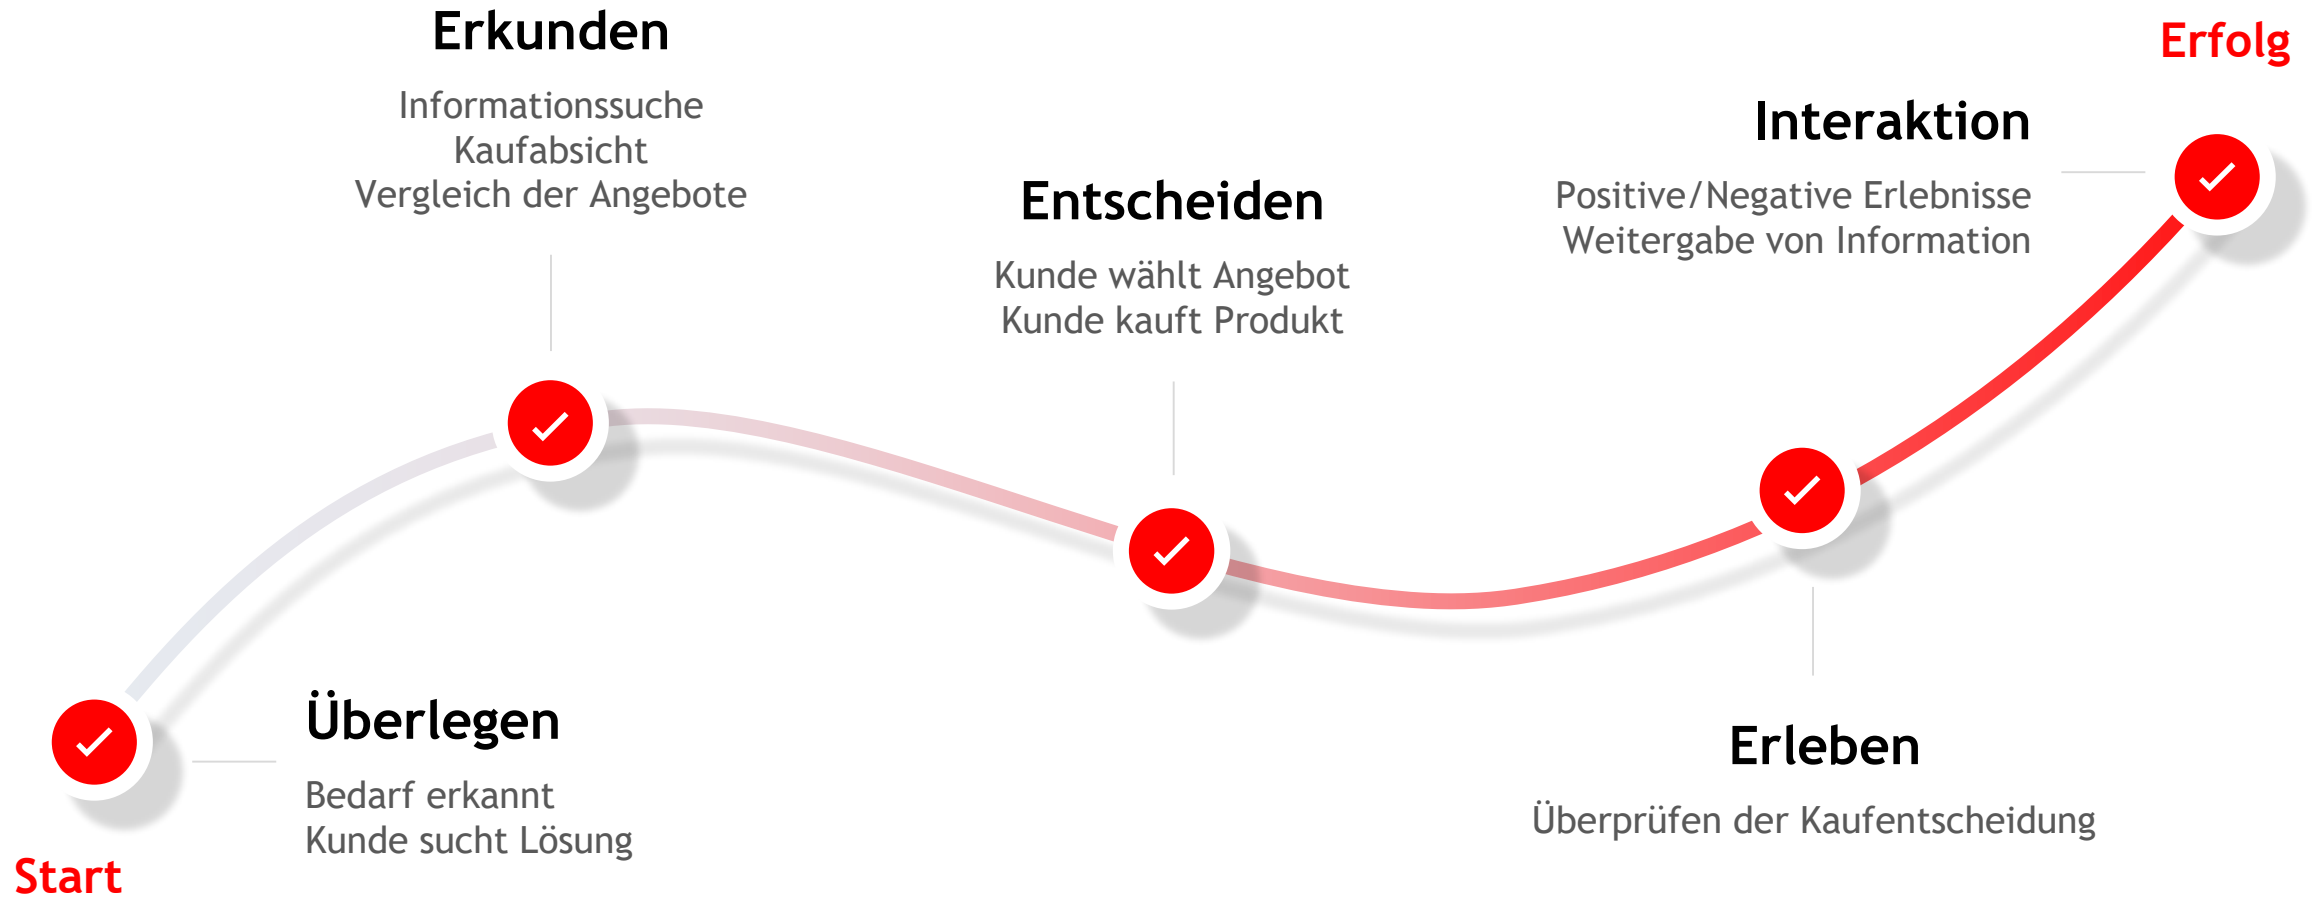 Erkunden
Informationssuche
Kaufabsicht
Vergleich der Angebote
Erfolg
Interaktion
Positive/Negative Erlebnisse
Weitergabe von Information
Entscheiden
Kunde wählt Angebot
Kunde kauft Produkt
Überlegen
Bedarf erkannt
Kunde sucht Lösung
Start
Erleben
Überprüfen der Kaufentscheidung